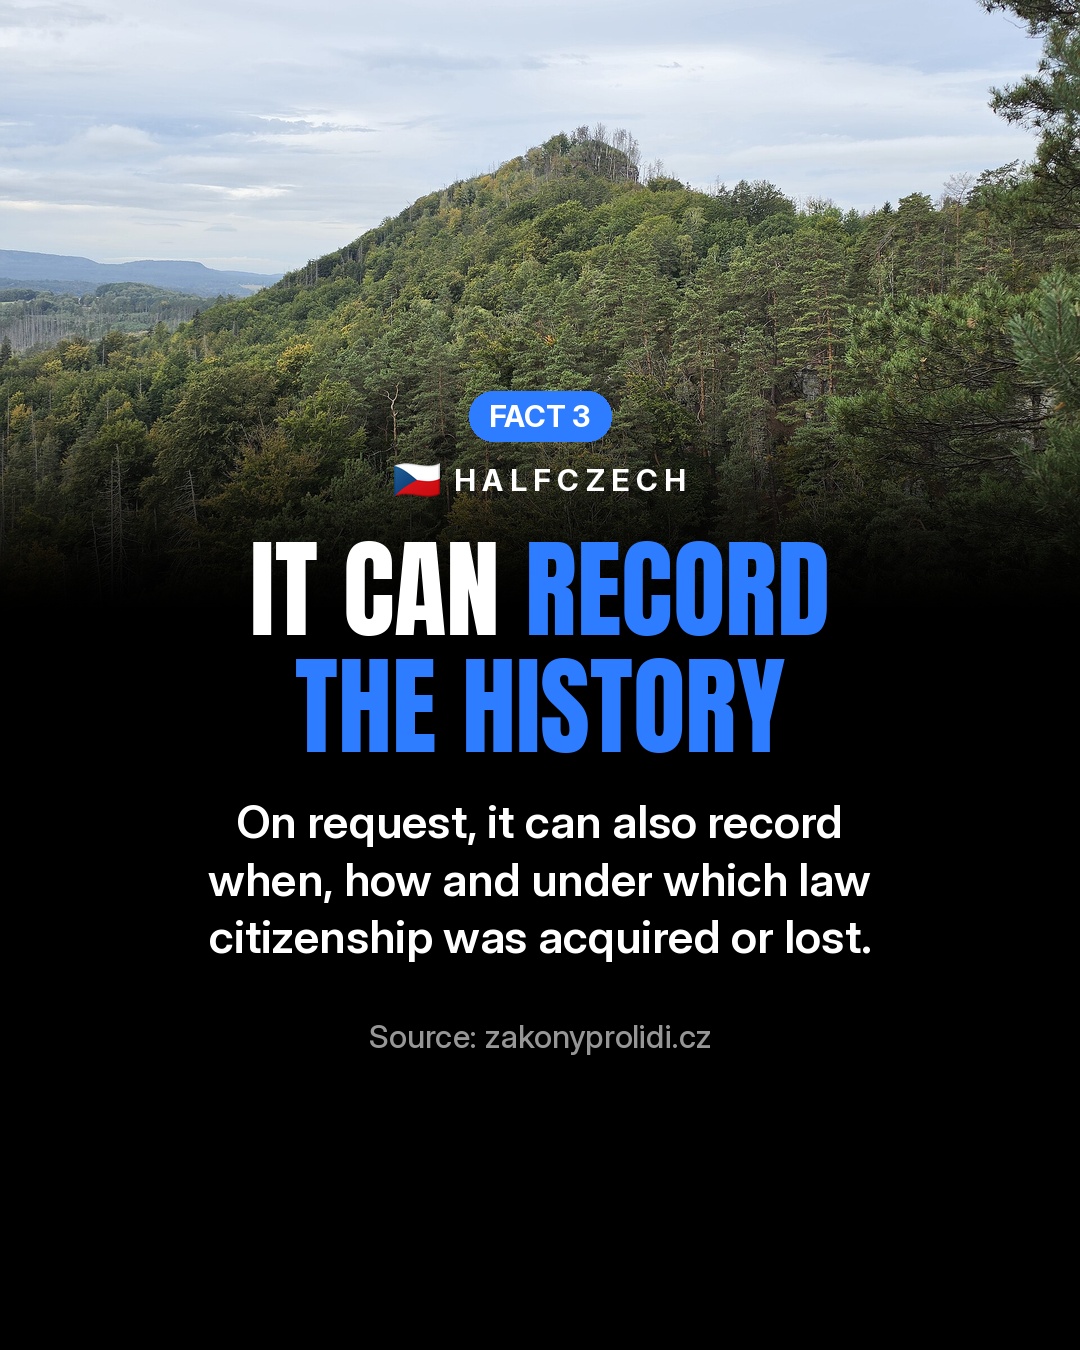 FACT 3
HALFCZECH
IT CAN RECORD
THE HISTORY
On request, it can also record
when, how and under which law
citizenship was acquired or lost.
Source: zakonyprolidi.cz